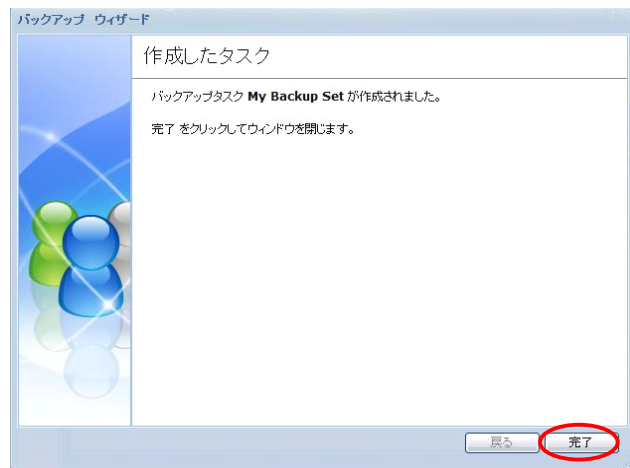 バックアップ ウィザード
作成したタスク
バックアップタスク My Backup Set が作成されました。
完了 をクリックしてウィンドウを閉じます。
戻る 完了